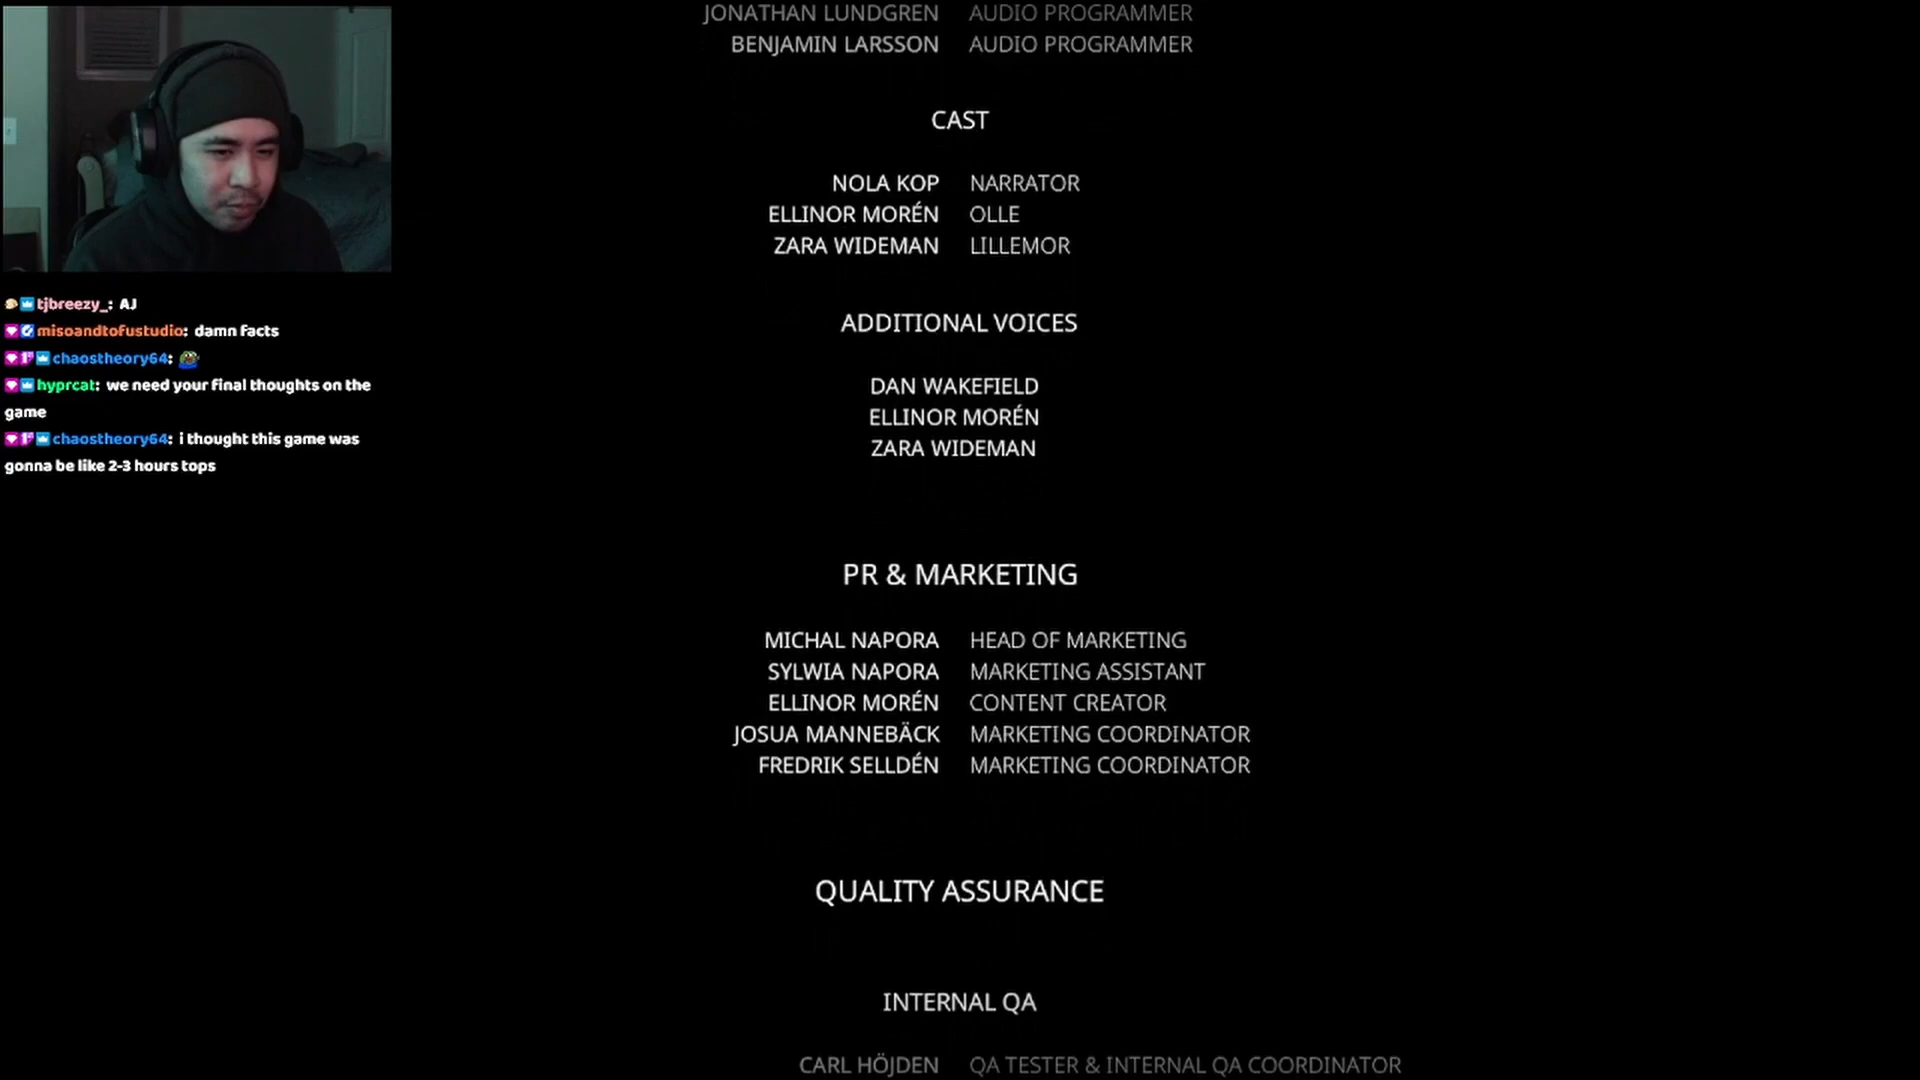 JONATHAN LUNDGREN AUDIO PROGRAMMER
BENJAMIN LARSSON AUDIO PROGRAMMER
CAST
NOLA KOP NARRATOR
ELLINOR MORÉN OLLE
ZARA WIDEMAN LILLEMOR
ADDITIONAL VOICES
DAN WAKEFIELD
ELLINOR MORÉN
ZARA WIDEMAN
PR & MARKETING
MICHAL NAPORA HEAD OF MARKETING
SYLWIA NAPORA MARKETING ASSISTANT
ELLINOR MORÉN CONTENT CREATOR
JOSUA MANNEBÄCK MARKETING COORDINATOR
FREDRIK SELLDÉN MARKETING COORDINATOR
QUALITY ASSURANCE
INTERNAL QA
CARL HÖJDEN QA TESTER & INTERNAL QA COORDINATOR
tjbreezy_: AJ
misoandtofustudio: damn facts
chaostheory64:
hyprcat: we need your final thoughts on the
game
chaostheory64: i thought this game was
gonna be like 2-3 hours tops